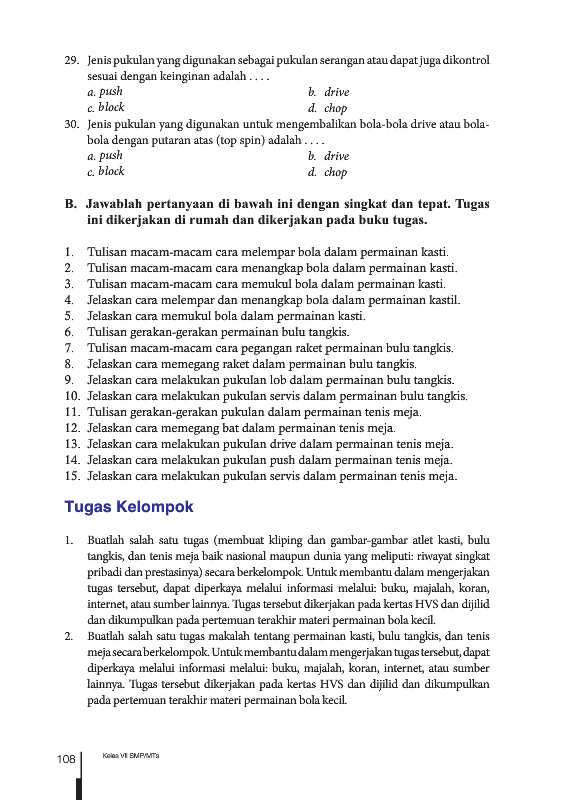 29. Jenis pukulan yang digunakan sebagai pukulan serangan atau dapat juga dikontrol
sesuai dengan keinginan adalah . . . .
a. push b. drive
c. block d. chop
30. Jenis pukulan yang digunakan untuk mengembalikan bola-bola drive atau bola-
bola dengan putaran atas (top spin) adalah . . . .
a. push b. drive
c. block d. chop
B. Jawablah pertanyaan di bawah ini dengan singkat dan tepat. Tugas
ini dikerjakan di rumah dan dikerjakan pada buku tugas.
1. Tulisan macam-macam cara melempar bola dalam permainan kasti.
2. Tulisan macam-macam cara menangkap bola dalam permainan kasti.
3. Tulisan macam-macam cara memukul bola dalam permainan kasti.
4. Jelaskan cara melempar dan menangkap bola dalam permainan kastil.
5. Jelaskan cara memukul bola dalam permainan kasti.
6. Tulisan gerakan-gerakan permainan bulu tangkis.
7. Tulisan macam-macam cara pegangan raket permainan bulu tangkis.
8. Jelaskan cara memegang raket dalam permainan bulu tangkis.
9. Jelaskan cara melakukan pukulan lob dalam permainan bulu tangkis.
10. Jelaskan cara melakukan pukulan servis dalam permainan bulu tangkis.
11. Tulisan gerakan-gerakan pukulan dalam permainan tenis meja.
12. Jelaskan cara memegang bat dalam permainan tenis meja.
13. Jelaskan cara melakukan pukulan drive dalam permainan tenis meja.
14. Jelaskan cara melakukan pukulan push dalam permainan tenis meja.
15. Jelaskan cara melakukan pukulan servis dalam permainan tenis meja.
Tugas Kelompok
1. Buatlah salah satu tugas (membuat kliping dan gambar-gambar atlet kasti, bulu
tangkis, dan tenis meja baik nasional maupun dunia yang meliputi: riwayat singkat
pribadi dan prestasinya) secara berkelompok. Untuk membantu dalam mengerjakan
tugas tersebut, dapat diperkaya melalui informasi melalui: buku, majalah, koran,
internet, atau sumber lainnya. Tugas tersebut dikerjakan pada kertas HVS dan dijilid
dan dikumpulkan pada pertemuan terakhir materi permainan bola kecil.
2. Buatlah salah satu tugas makalah tentang permainan kasti, bulu tangkis, dan tenis
meja secara berkelompok. Untuk membantu dalam mengerjakan tugas tersebut, dapat
diperkaya melalui informasi melalui: buku, majalah, koran, internet, atau sumber
lainnya. Tugas tersebut dikerjakan pada kertas HVS dan dijilid dan dikumpulkan
pada pertemuan terakhir materi permainan bola kecil.
108 Kelas VII SMP/MTs